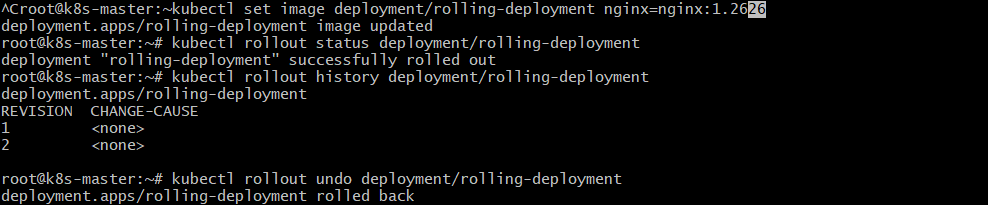 ^Croot@k8s-master:~kubectl set image deployment/rolling-deployment nginx=nginx:1.2626
deployment.apps/rolling-deployment image updated
root@k8s-master:~# kubectl rollout status deployment/rolling-deployment
deployment "rolling-deployment" successfully rolled out
root@k8s-master:~# kubectl rollout history deployment/rolling-deployment
deployment.apps/rolling-deployment
REVISION  CHANGE-CAUSE
1         <none>
2         <none>

root@k8s-master:~# kubectl rollout undo deployment/rolling-deployment
deployment.apps/rolling-deployment rolled back